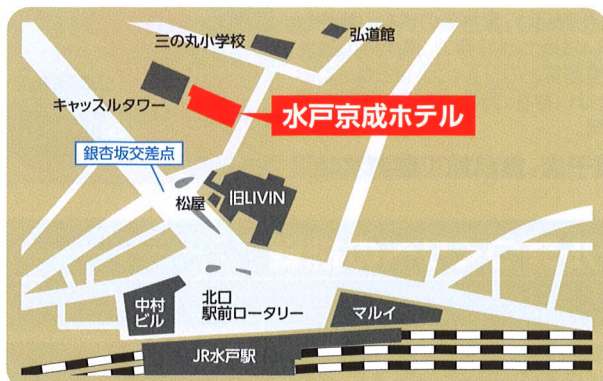 弘道館
三の丸小学校
キャッスルタワー
水戸京成ホテル
銀杏坂交差点
松屋
旧LIVIN
中村
ビル
北口
駅前ロータリー
マルイ
JR水戸駅